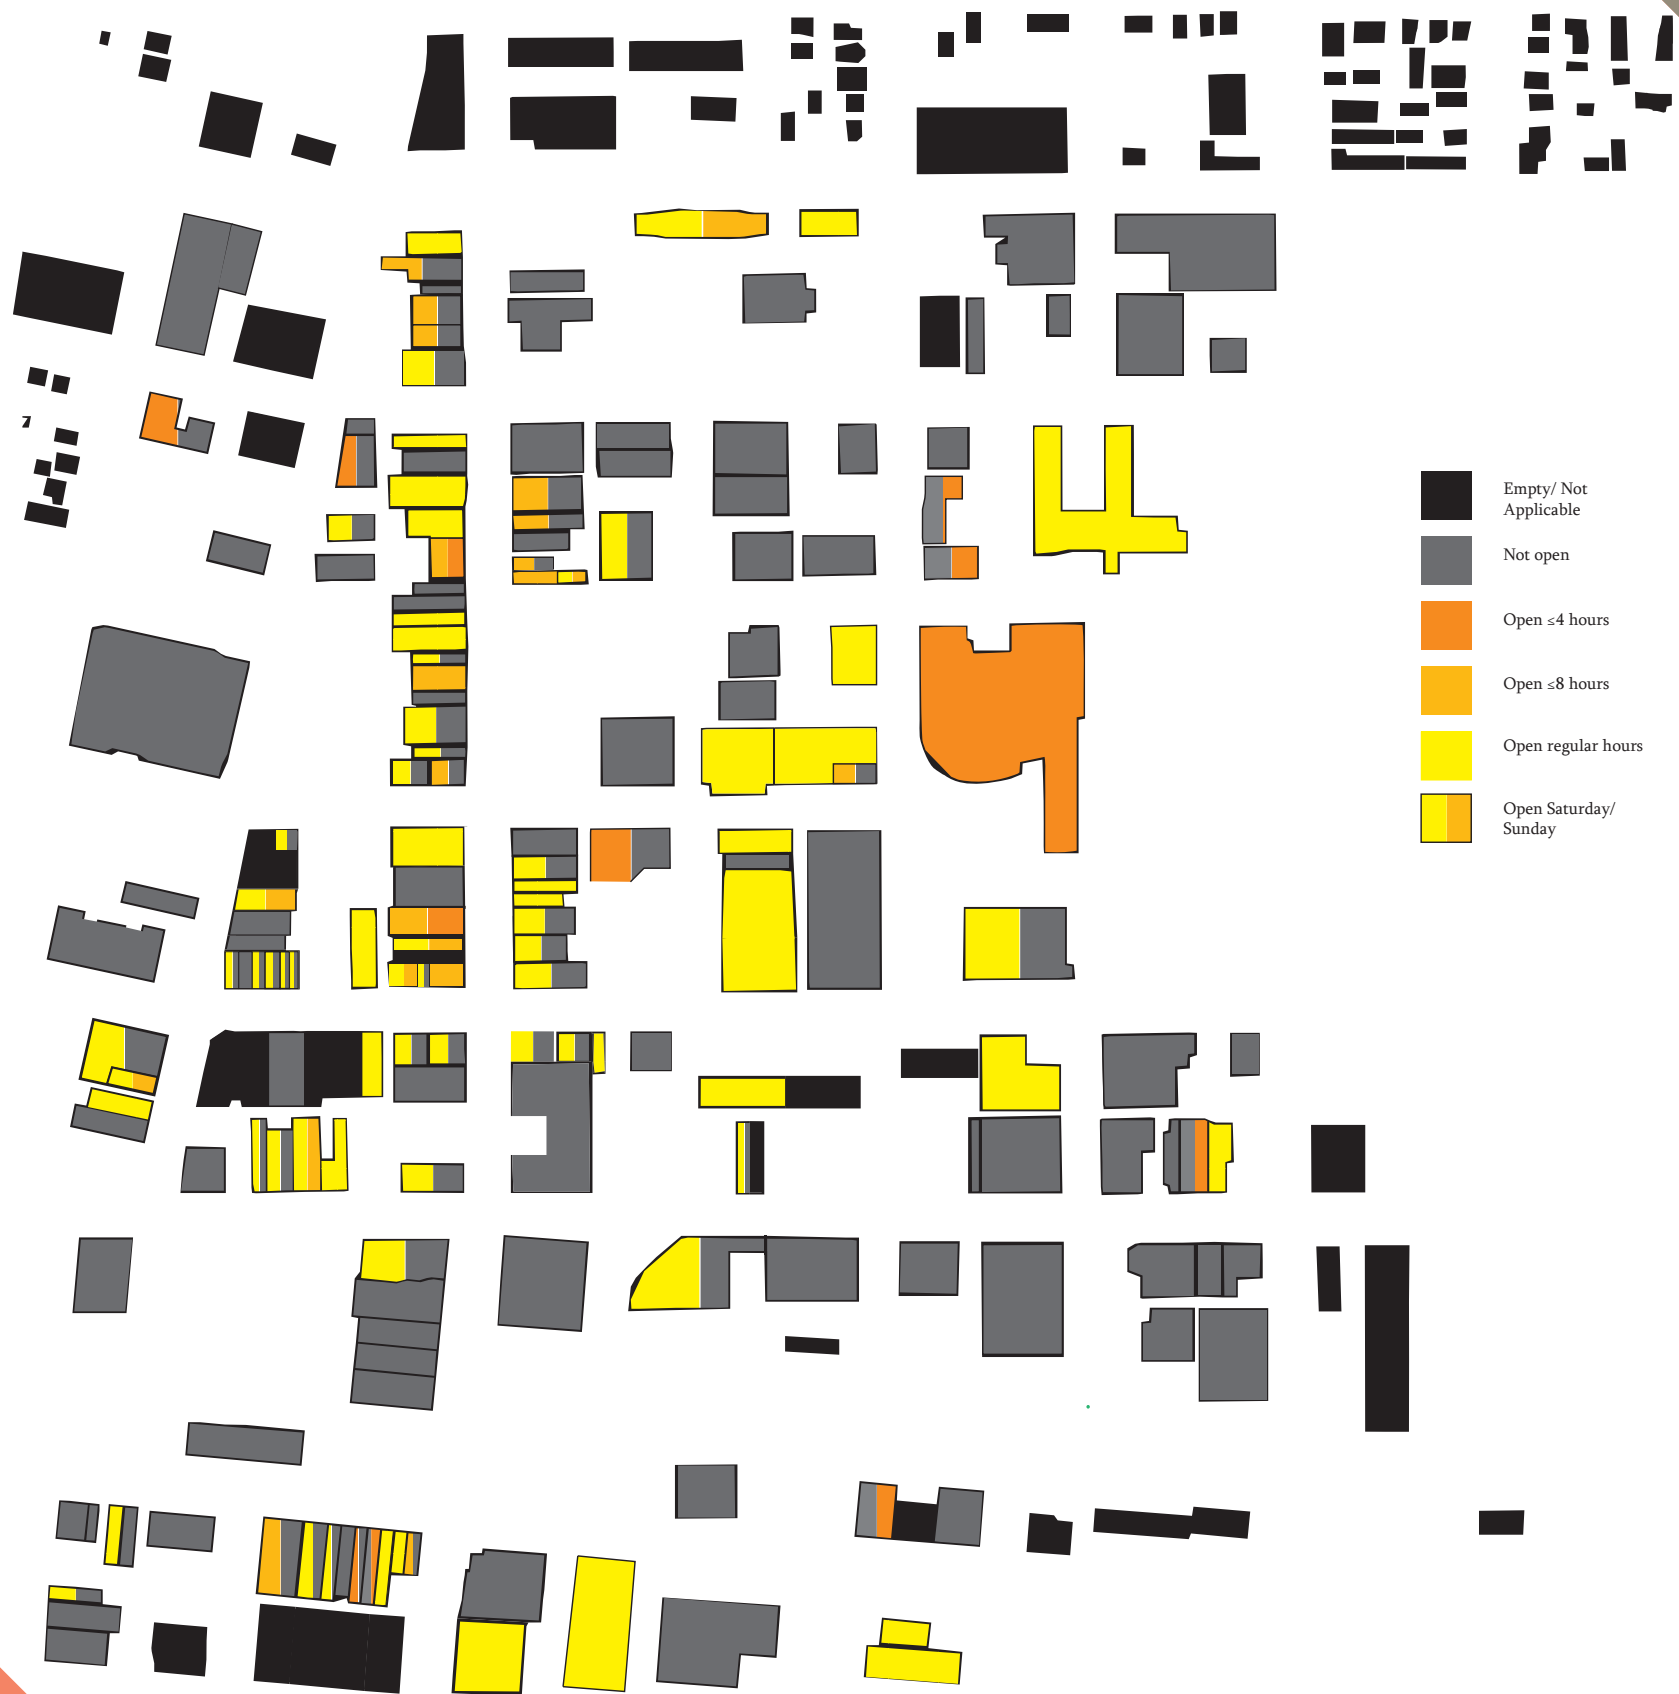 Empty/ Not
Applicable
Not open
Open ≤4 hours
Open ≤8 hours
Open regular hours
Open Saturday/
Sunday